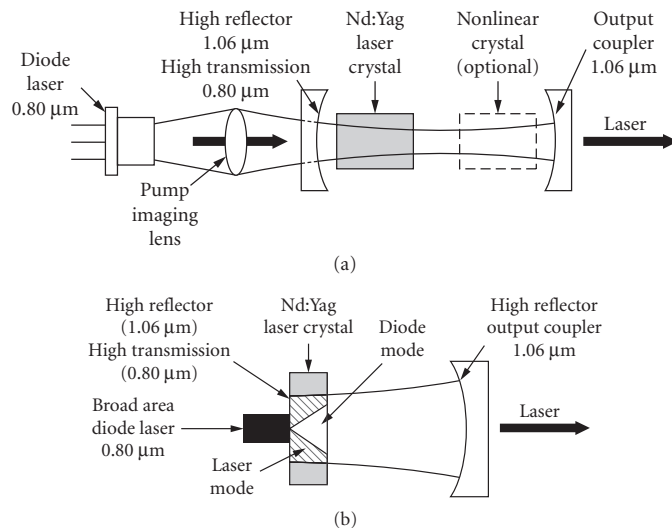 High reflector
1.06 μm
High transmission
0.80 μm
Nd:Yag
laser
crystal
Nonlinear
crystal
(optional)
Output
coupler
1.06 μm
Diode
laser
0.80 μm
Laser
Pump
imaging
lens
(a)
High reflector
(1.06 μm)
High transmission
(0.80 μm)
Nd:Yag
laser crystal
Diode
mode
High reflector
output coupler
1.06 μm
Broad area
diode laser
0.80 μm
Laser
Laser
mode
(b)